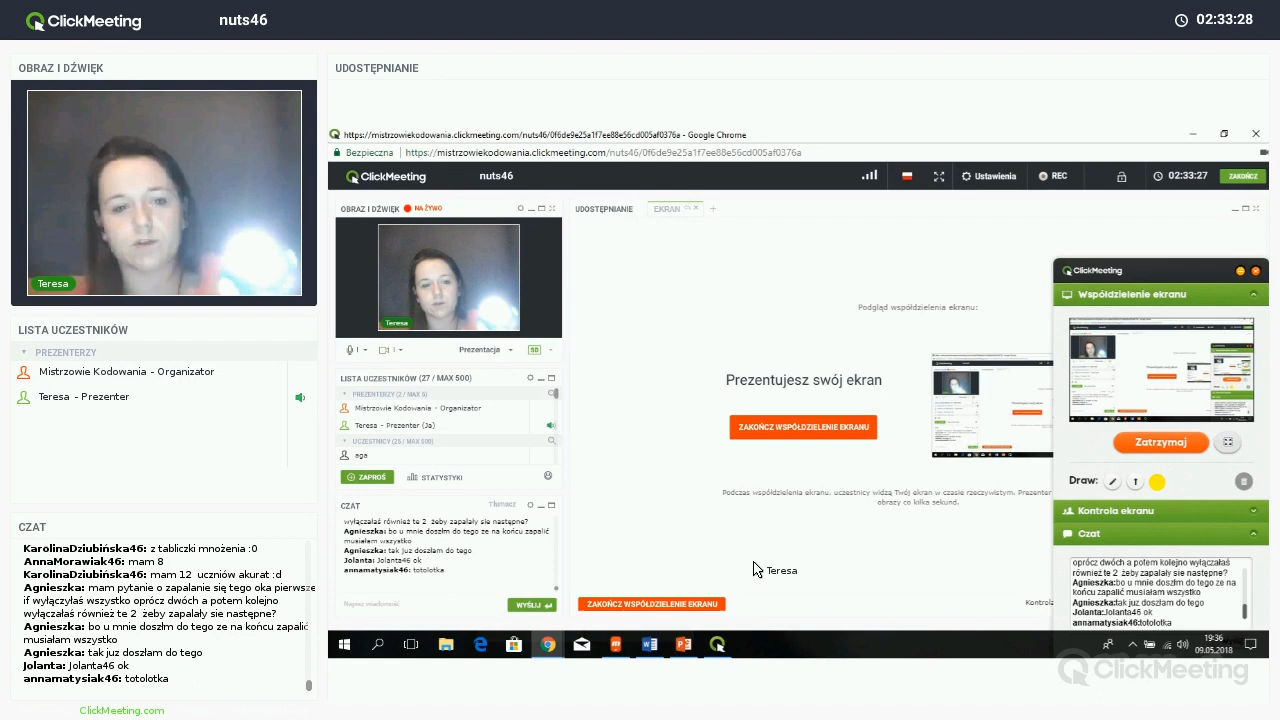 ClickMeeting
nuts46
02:33:28
OBRAZ I DŹWIĘK
Teresa
LISTA UCZESTNIKÓW
PREZENTERZY
Mistrzowie Kodowania - Organizator
Teresa - Prezenter
CZAT
KarolinaDziubińska46: z tabliczki mnożenia :0
AnnaMorawiak46: mam 8
KarolinaDziubińska46: mam 12 uczniów akurat :d
Agnieszka: mam pytanie o zapalanie się tego oka pierwsze
if wyłączyłaś wszystko oprócz dwóch a potem kolejno
wyłączałaś również te 2 żeby zapalały sie następne?
Agnieszka: bo u mnie doszłm do tego ze na końcu zapalić
musiałam wszystko
Agnieszka: tak juz doszłam do tego
Jolanta: Jolanta46 ok
annamatysiak46: totolotka
ClickMeeting.com
UDOSTĘPNIANIE
https://mistrzowiekodowania.clickmeeting.com/nuts46/0f6de9e25a1f7ee88e56cd005af0376a - Google Chrome
Bezpieczna
https://mistrzowiekodowania.clickmeeting.com/nuts46/0f6de9e25a1f7ee88e56cd005af0376a
ClickMeeting
nuts46
Ustawienia
REC
02:33:27
ZAKOŃCZ
OBRAZ I DŹWIĘK
NA ŻYWO
Teresa
Prezentacja
SD
LISTA UCZESTNIKÓW (27 / MAX 500)
PREZENTERZY (2 / MAX 5)
Mistrzowie Kodowania - Organizator
Teresa - Prezenter (Ja)
UCZESTNICY (25 / MAX 500)
aga
ZAPROŚ
STATYSTYKI
CZAT
Tłumacz
wyłączałaś również te 2 żeby zapalały sie następne?
Agnieszka: bo u mnie doszłm do tego ze na końcu zapalić
musiałam wszystko
Agnieszka: tak juz doszłam do tego
Jolanta: Jolanta46 ok
annamatysiak46: totolotka
Napisz wiadomość
WYŚLIJ
UDOSTĘPNIANIE
EKRAN
Podgląd współdzielenia ekranu:
Prezentujesz swój ekran
ZAKOŃCZ WSPÓŁDZIELENIE EKRANU
Podczas współdzielenia ekranu, uczestnicy widzą Twój ekran w czasie rzeczywistym. Prezenter
obrazy co kilka sekund.
Teresa
ZAKOŃCZ WSPÓŁDZIELENIE EKRANU
Kontrola
ClickMeeting
Współdzielenie ekranu
Zatrzymaj
Draw:
Kontrola ekranu
Czat
oprócz dwóch a potem kolejno wyłączałaś
również te 2 żeby zapalały sie następne?
Agnieszka:bo u mnie doszłm do tego ze na
końcu zapalić musiałam wszystko
Agnieszka:tak juz doszłam do tego
Jolanta:Jolanta46 ok
annamatysiak46:totolotka
19:36
09.05.2018
ClickMeeting